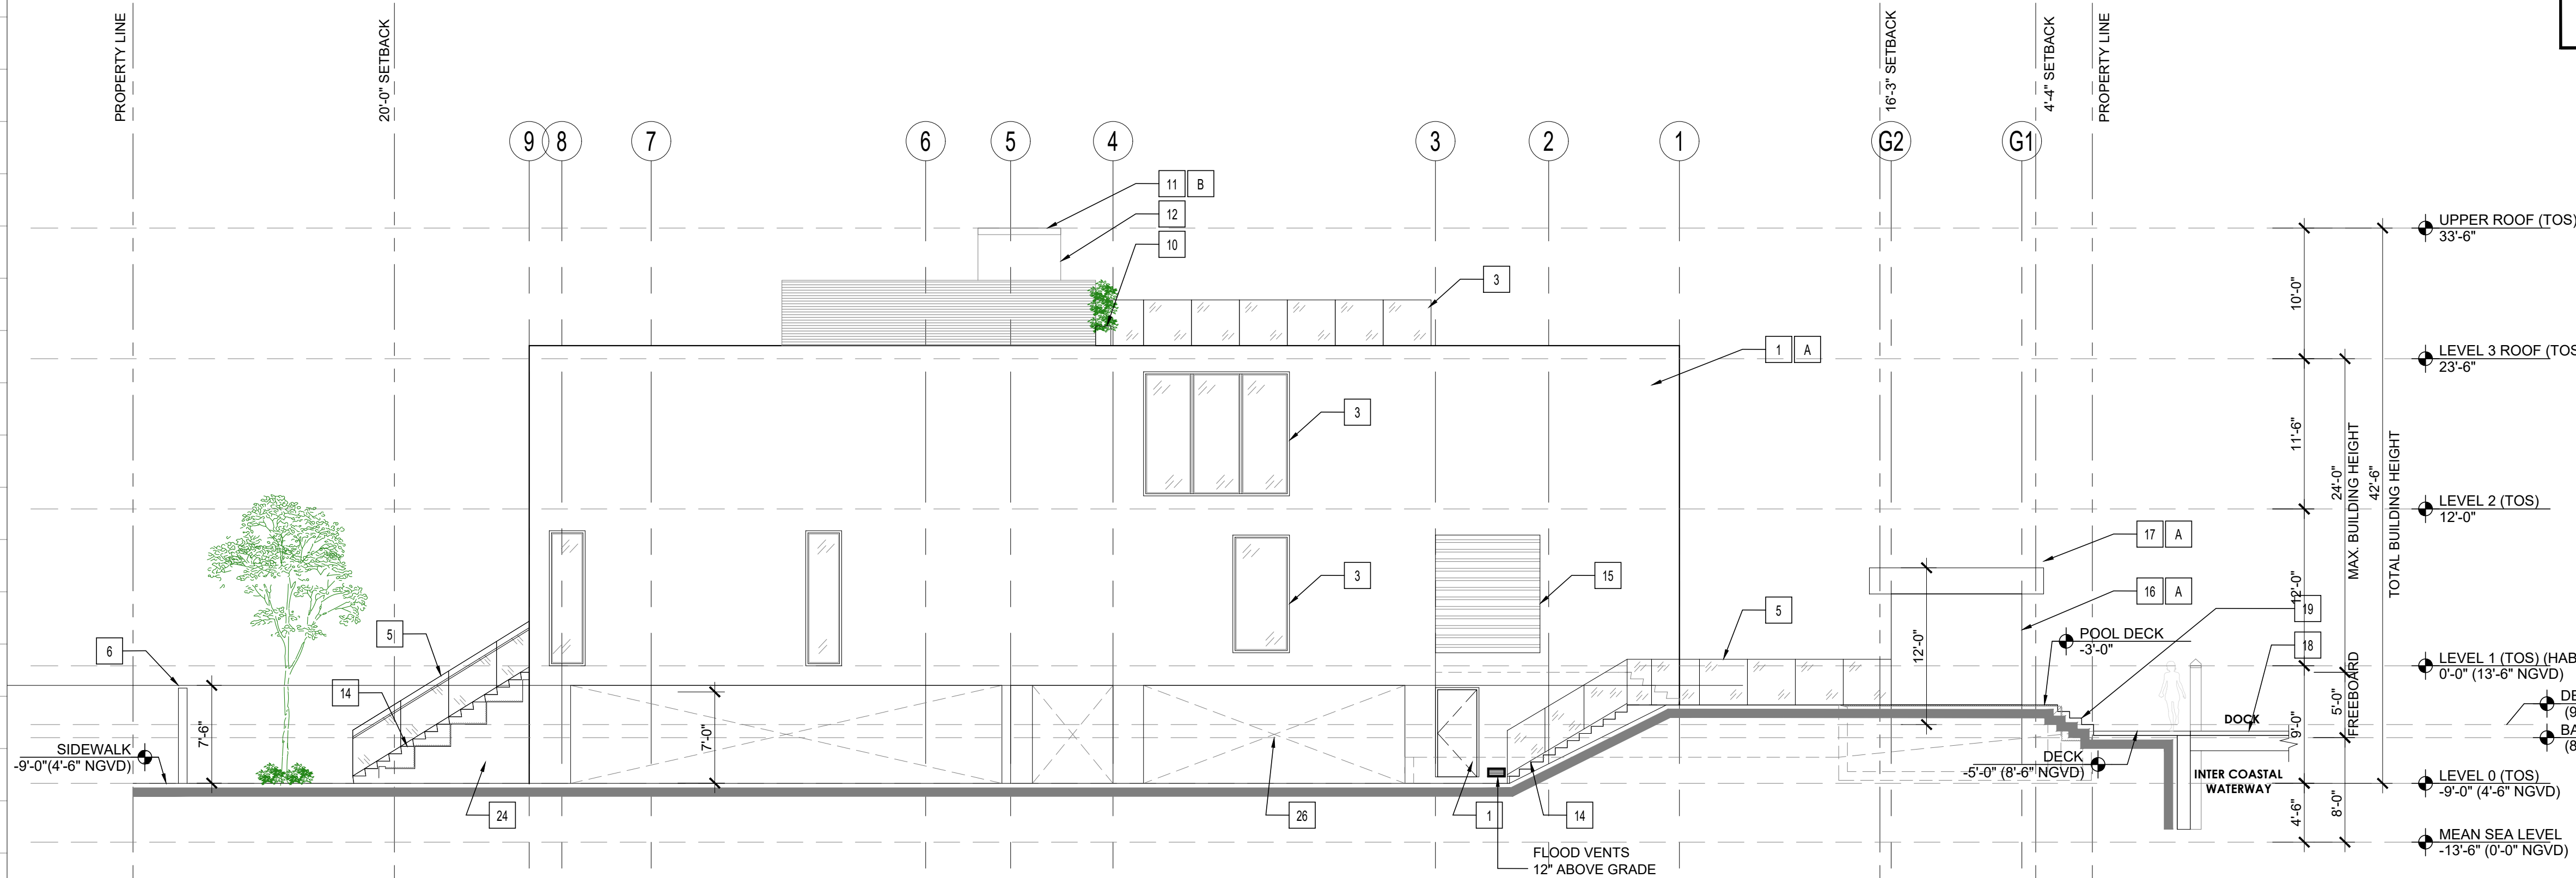 PROPERTY LINE
20'-0" SETBACK
16'-3" SETBACK
4'-4" SETBACK
PROPERTY LINE
9
8
7
6
5
4
3
2
1
G2
G1
11 B
12
10
3
1 A
3
3
15
17 A
16 A
19
18
5
5
6
14
24
26
1
14
UPPER ROOF (TOS)
33'-6"
LEVEL 3 ROOF (TOS
23'-6"
LEVEL 2 (TOS)
12'-0"
LEVEL 1 (TOS) (HAB
0'-0" (13'-6" NGVD)
DE
(9
BA
(8
LEVEL 0 (TOS)
-9'-0" (4'-6" NGVD)
MEAN SEA LEVEL
-13'-6" (0'-0" NGVD)
10'-0"
11'-6"
12'-0"
9'-0"
4'-6"
24'-0"
MAX. BUILDING HEIGHT
5'-0"
FREEBOARD
8'-0"
42'-6"
TOTAL BUILDING HEIGHT
POOL DECK
-3'-0"
DOCK
DECK
-5'-0" (8'-6" NGVD)
INTER COASTAL
WATERWAY
12'-0"
7'-6"
7'-0"
SIDEWALK
-9'-0"(4'-6" NGVD)
FLOOD VENTS
12" ABOVE GRADE